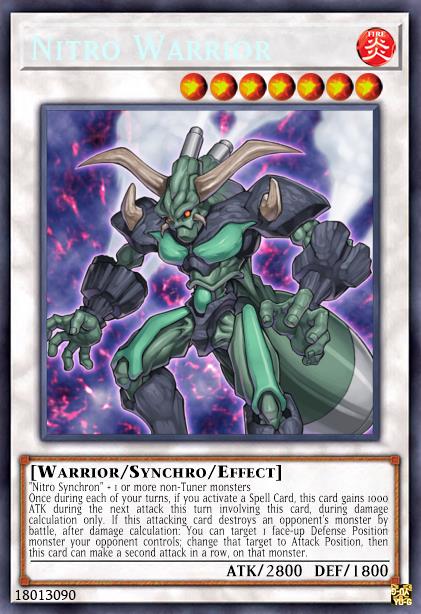 Nitro Warrior
FIRE
炎
[Warrior/Synchro/Effect]
"Nitro Synchron" + 1 or more non-Tuner monsters
Once during each of your turns, if you activate a Spell Card, this card gains 1000
ATK during the next attack this turn involving this card, during damage
calculation only. If this attacking card destroys an opponent's monster by
battle, after damage calculation: You can target 1 face-up Defense Position
monster your opponent controls; change that target to Attack Position, then
this card can make a second attack in a row, on that monster.
ATK/2800 DEF/1800
18013090